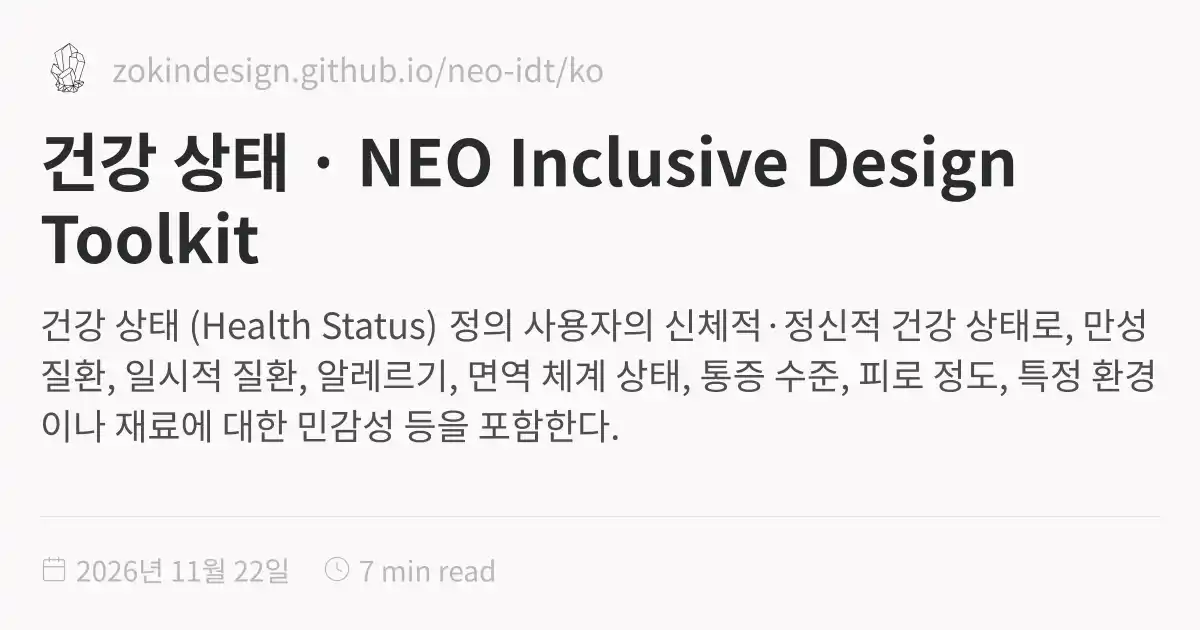 zokindesign.github.io/neo-idt/ko
건강 상태 · NEO Inclusive Design
Toolkit
건강 상태 (Health Status) 정의 사용자의 신체적·정신적 건강 상태로, 만성
질환, 일시적 질환, 알레르기, 면역 체계 상태, 통증 수준, 피로 정도, 특정 환경
이나 재료에 대한 민감성 등을 포함한다.
2026년 11월 22일 7 min read